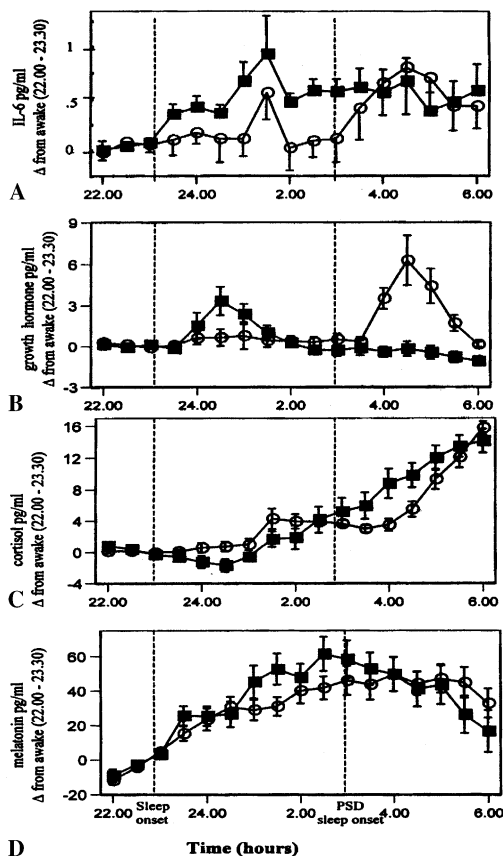 IL-6 pg/ml
Δ from awake (22.00 - 23.30)
1
.5
0
22.00 24.00 2.00 4.00 6.00
A
growth hormone pg/ml
Δ from awake (22.00 - 23.30)
9
6
3
0
-3
22.00 24.00 2.00 4.00 6.00
B
cortisol pg/ml
Δ from awake (22.00 - 23.30)
16
12
8
4
0
-4
22.00 24.00 2.00 4.00 6.00
C
melatonin pg/ml
Δ from awake (22.00 - 23.30)
60
40
20
0
-20
22.00 24.00 2.00 4.00 6.00
Sleep
onset
PSD
sleep onset
D
Time (hours)